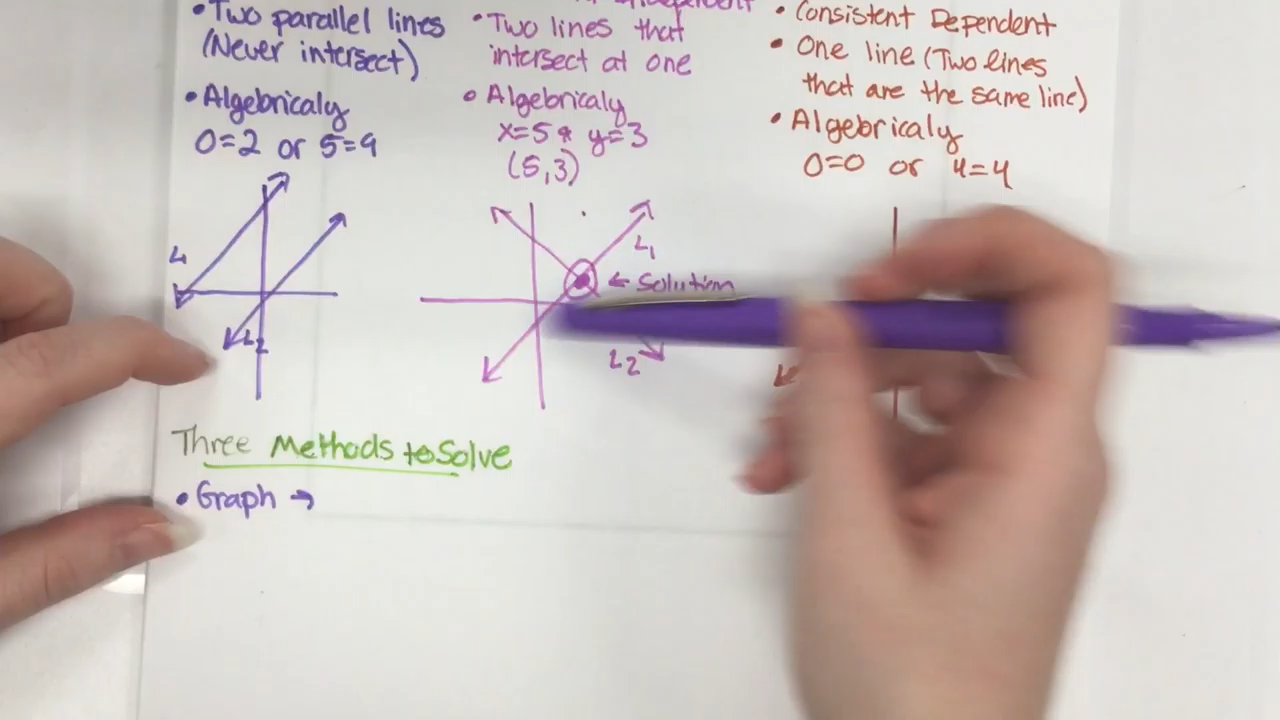 • Two parallel lines
(Never intersect)
• Algebricaly
0=2 or 5=9
L
L2
• Two lines that
intersect at one
• Algebricaly
x=5 & y=3
(5,3)
L1
← Solution
L2
• Consistent Dependent
• One line (Two lines
that are the same line)
• Algebricaly
0=0 or 4=4
Three Methods to Solve
• Graph →